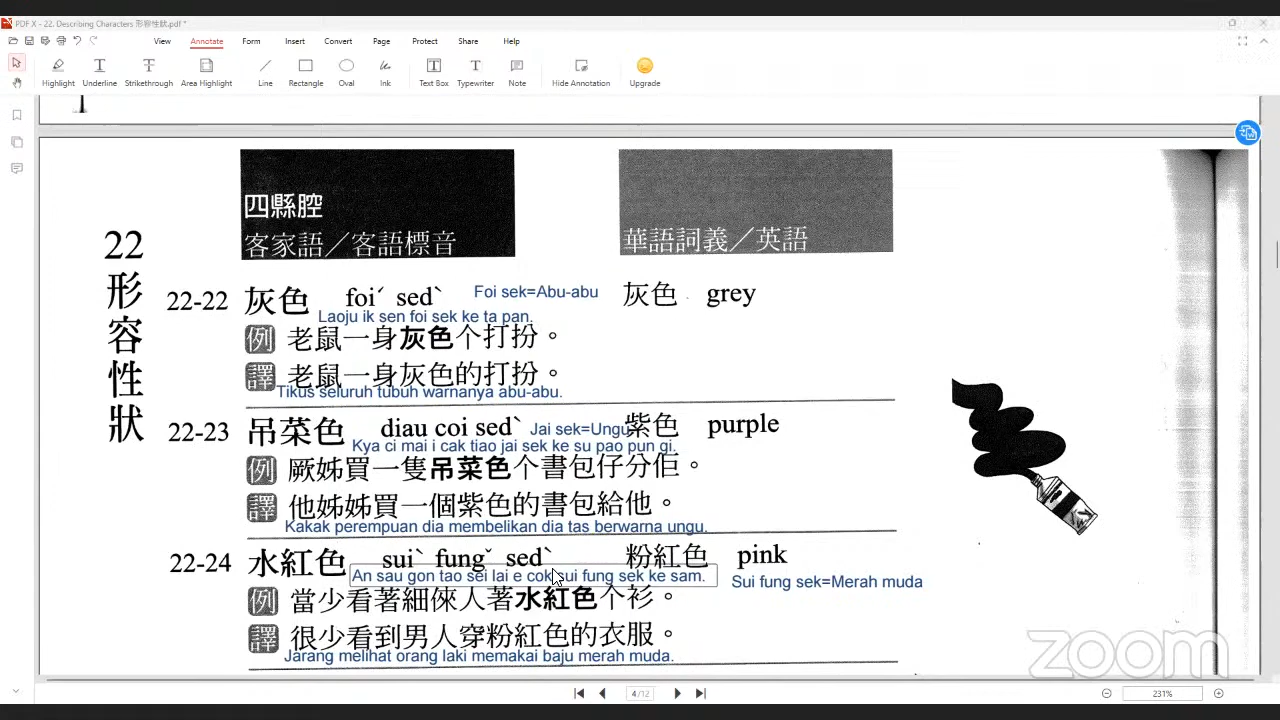 PDF X - 22. Describing Characters 形容性狀.pdf *
View Annotate Form Insert Convert Page Protect Share Help
Highlight Underline Strikethrough Area Highlight Line Rectangle Oval Ink Text Box Typewriter Note Hide Annotation Upgrade
四縣腔
客家語／客語標音
華語詞義／英語
22 形容性狀
22-22 灰色 foiˊ sedˋ Foi sek=Abu-abu 灰色 grey
Laoju ik sen foi sek ke ta pan.
例 老鼠一身灰色个打扮。
譯 老鼠一身灰色的打扮。
Tikus seluruh tubuh warnanya abu-abu.
22-23 吊菜色 diau coi sedˋ Jai sek=Ungu 紫色 purple
Kya ci mai i cak tiao jai sek ke su pao pun gi.
例 厥姊買一隻吊菜色个書包仔分佢。
譯 他姊姊買一個紫色的書包給他。
Kakak perempuan dia membelikan dia tas berwarna ungu.
22-24 水紅色 suiˋ fungˇ sedˋ 粉紅色 pink
An sau gon tao sei lai e cok sui fung sek ke sam. Sui fung sek=Merah muda
例 當少看著細倈人著水紅色个衫。
譯 很少看到男人穿粉紅色的衣服。
Jarang melihat orang laki memakai baju merah muda.
zoom
4 /12
231%